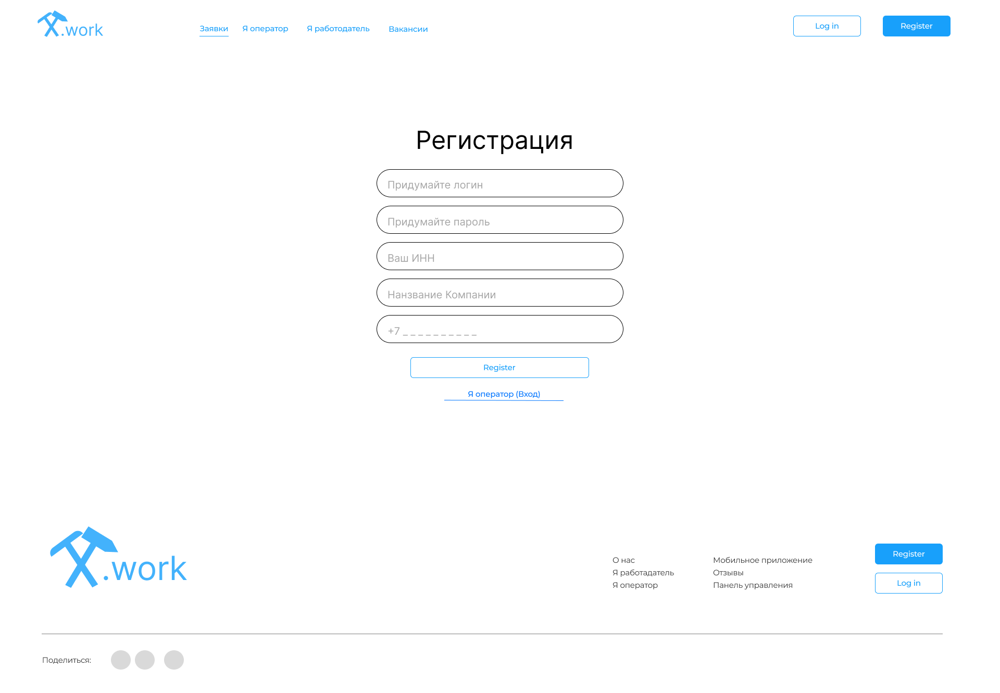 .work
Заявки Я оператор Я работодатель Вакансии
Log in
Register
Регистрация
Придумайте логин
Придумайте пароль
Ваш ИНН
Нанзвание Компании
+7 _ _ _ _ _ _ _ _ _ _
Register
Я оператор (Вход)
.work
О нас
Я работадатель
Я оператор
Мобильное приложение
Отзывы
Панель управления
Register
Log in
Поделиться: